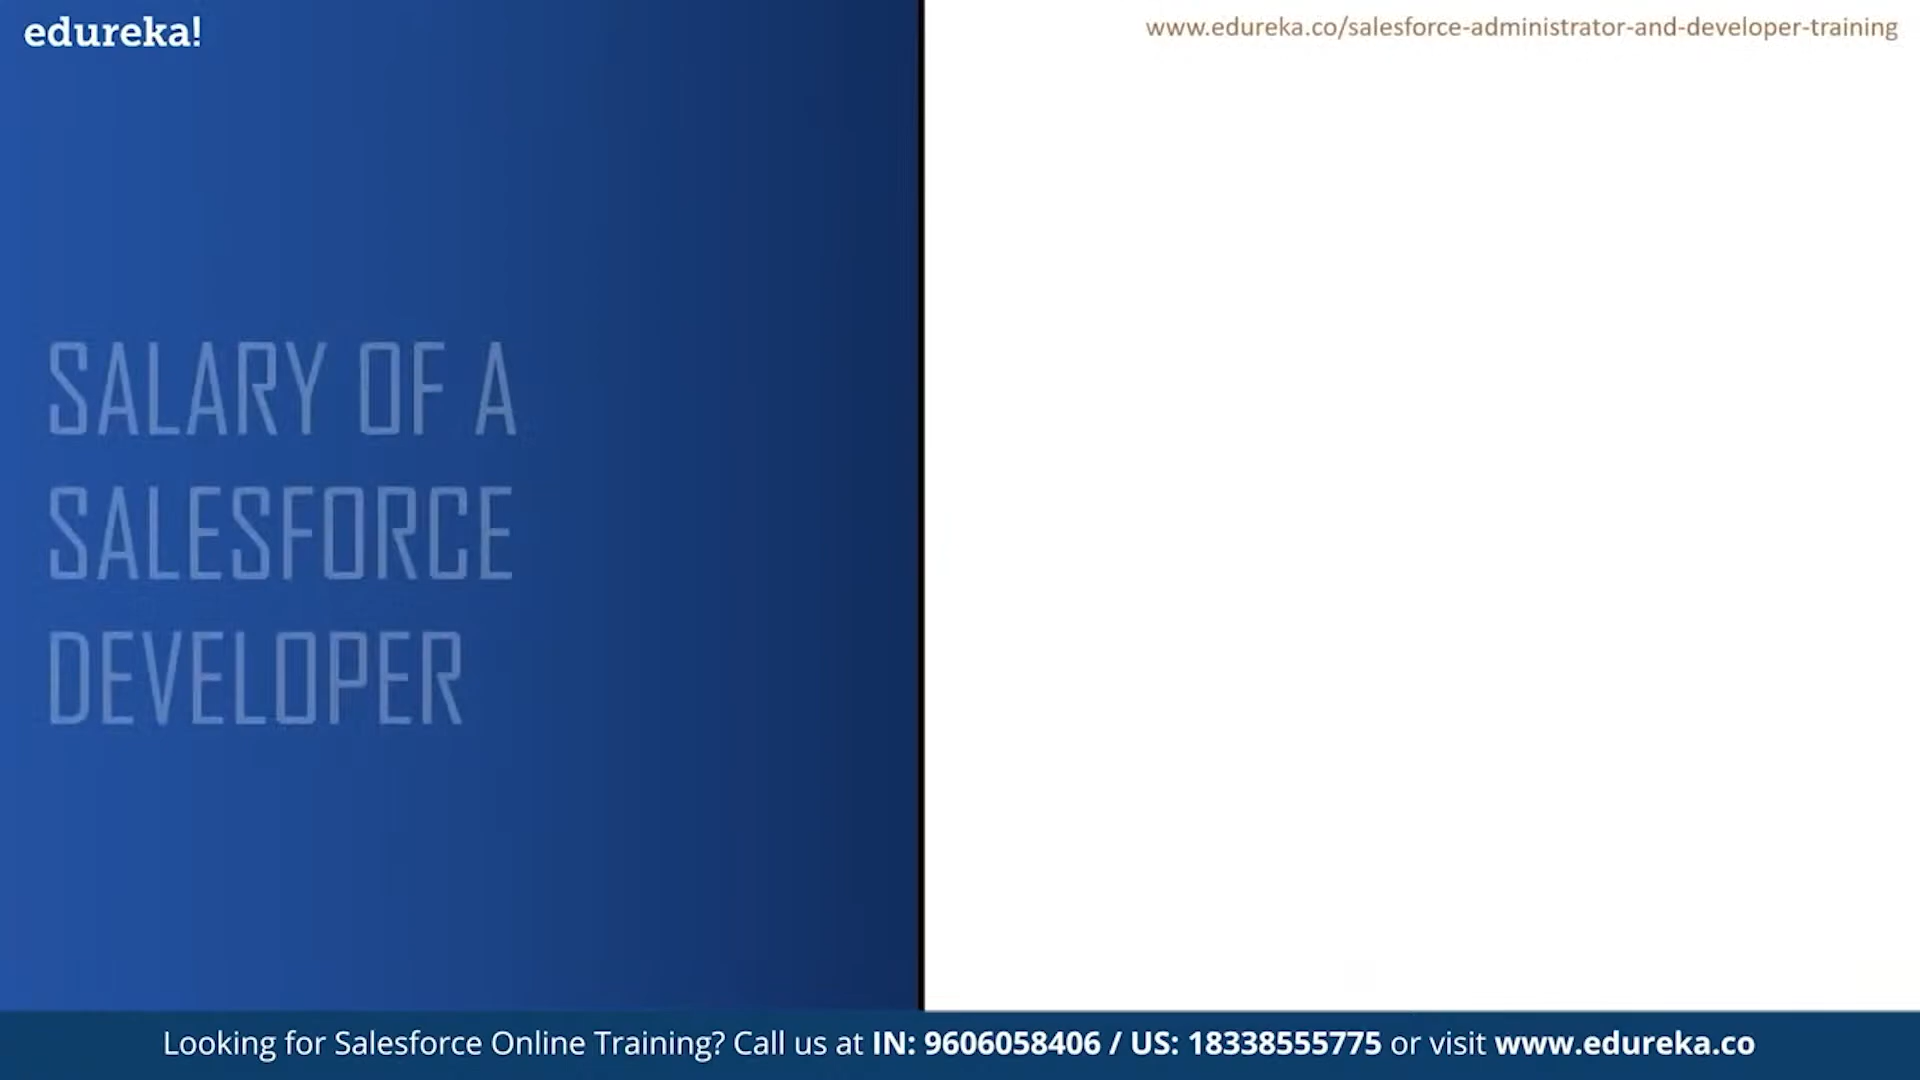 edureka!
www.edureka.co/salesforce-administrator-and-developer-training
SALARY OF A
SALESFORCE
DEVELOPER
Looking for Salesforce Online Training? Call us at IN: 9606058406 / US: 18338555775 or visit www.edureka.co